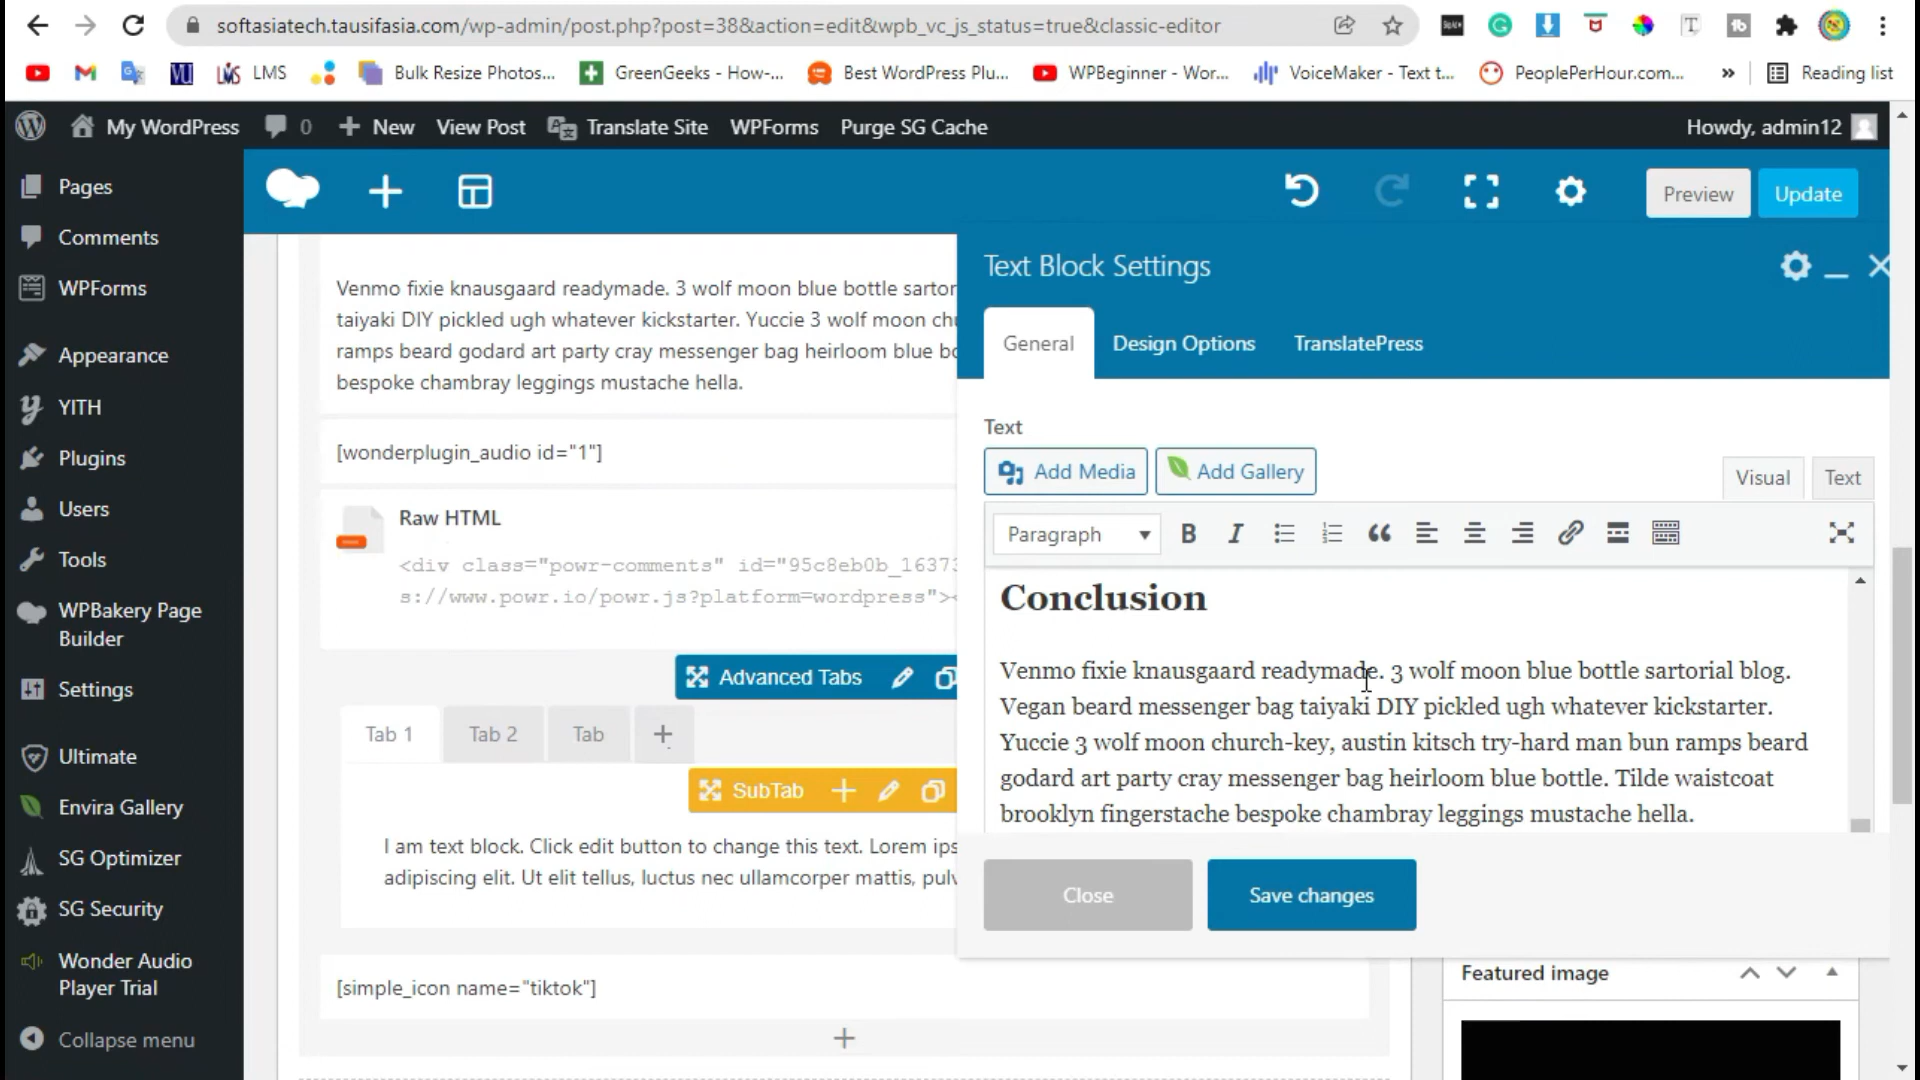 softasiatech.tausifasia.com/wp-admin/post.php?post=38&action=edit&wpb_vc_js_status=true&classic-editor
LMS
Bulk Resize Photos...
GreenGeeks - How-...
Best WordPress Plu...
WPBeginner - Wor...
VoiceMaker - Text t...
PeoplePerHour.com...
»
Reading list
My WordPress
0
New
View Post
Translate Site
WPForms
Purge SG Cache
Howdy, admin12
Pages
Comments
WPForms
Appearance
YITH
Plugins
Users
Tools
WPBakery Page
Builder
Settings
Ultimate
Envira Gallery
SG Optimizer
SG Security
Wonder Audio
Player Trial
Collapse menu
Preview
Update
Venmo fixie knausgaard readymade. 3 wolf moon blue bottle sartor
taiyaki DIY pickled ugh whatever kickstarter. Yuccie 3 wolf moon chu
ramps beard godard art party cray messenger bag heirloom blue bo
bespoke chambray leggings mustache hella.
[wonderplugin_audio id="1"]
Raw HTML
<div class="powr-comments" id="95c8eb0b_16373
s://www.powr.io/powr.js?platform=wordpress"><
Advanced Tabs
Tab 1
Tab 2
Tab
SubTab
I am text block. Click edit button to change this text. Lorem ips
adipiscing elit. Ut elit tellus, luctus nec ullamcorper mattis, pulv
[simple_icon name="tiktok"]
Text Block Settings
General
Design Options
TranslatePress
Text
Add Media
Add Gallery
Visual
Text
Paragraph
Conclusion
Venmo fixie knausgaard readymade. 3 wolf moon blue bottle sartorial blog.
Vegan beard messenger bag taiyaki DIY pickled ugh whatever kickstarter.
Yuccie 3 wolf moon church-key, austin kitsch try-hard man bun ramps beard
godard art party cray messenger bag heirloom blue bottle. Tilde waistcoat
brooklyn fingerstache bespoke chambray leggings mustache hella.
Close
Save changes
Featured image